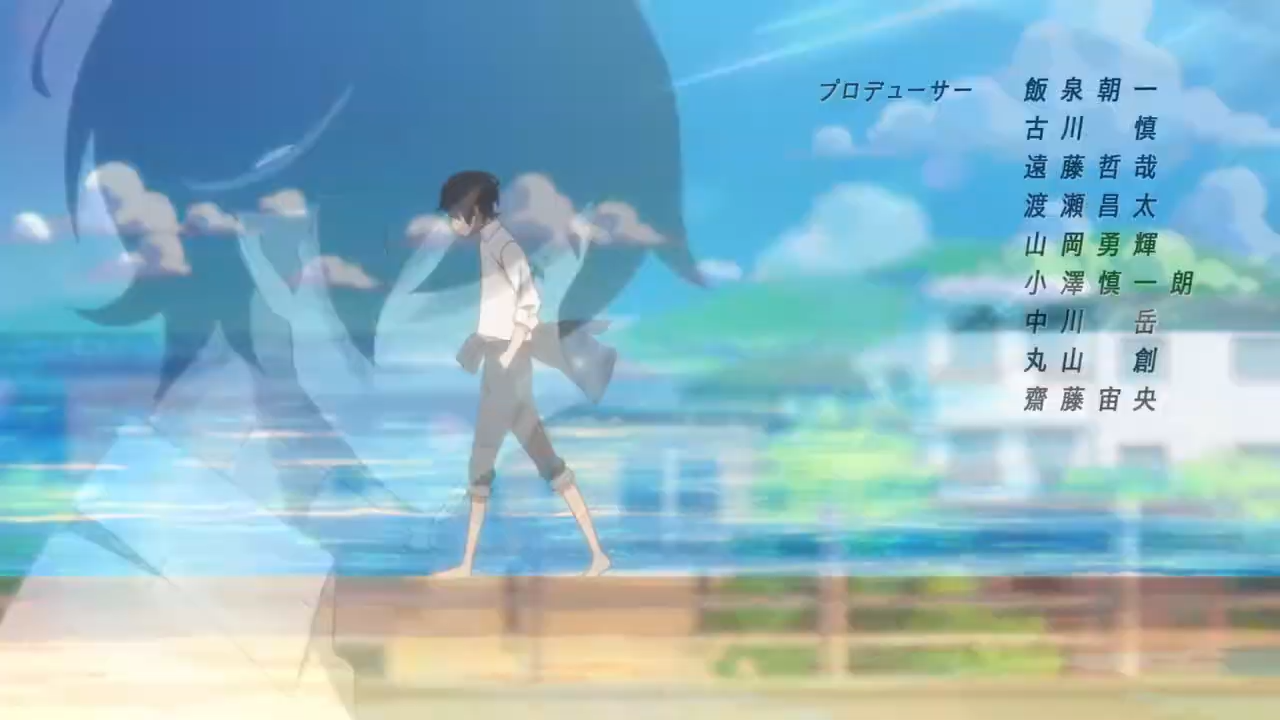 プロデューサー 飯泉朝一
古川 慎
遠藤哲哉
渡瀬昌太
山岡勇輝
小澤慎一朗
中川 岳
丸山 創
齋藤宙央